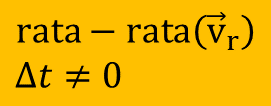 rata – rata(v⃗ᵣ)
Δt ≠ 0